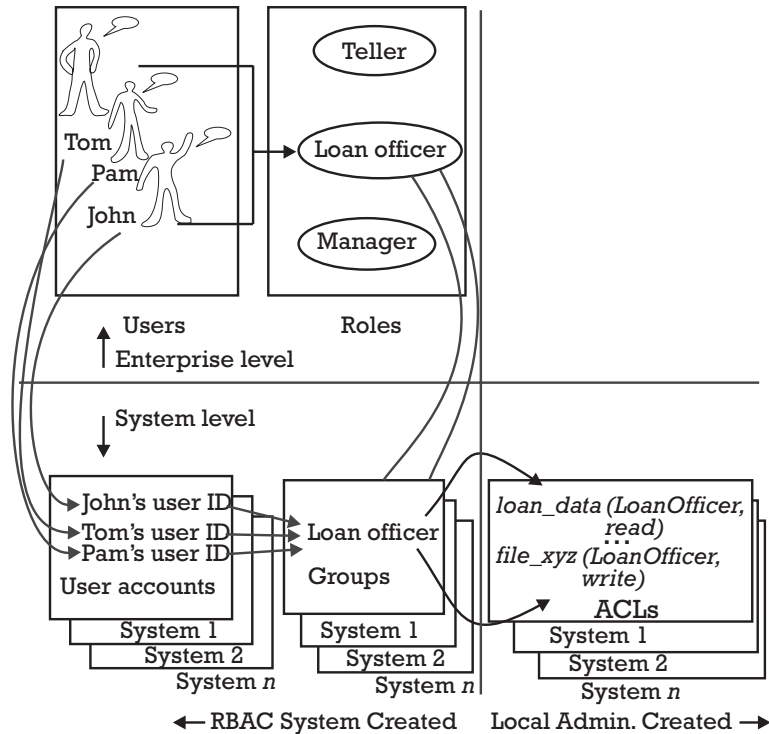 Teller
Loan officer
Manager
Tom
Pam
John
Users
Roles
Enterprise level
System level
John's user ID
Tom's user ID
Pam's user ID
User accounts
System 1
System 2
System n
Loan officer
Groups
System 1
System 2
System n
loan_data (LoanOfficer,
read)
...
file_xyz (LoanOfficer,
write)
ACLs
System 1
System 2
System n
RBAC System Created
Local Admin. Created